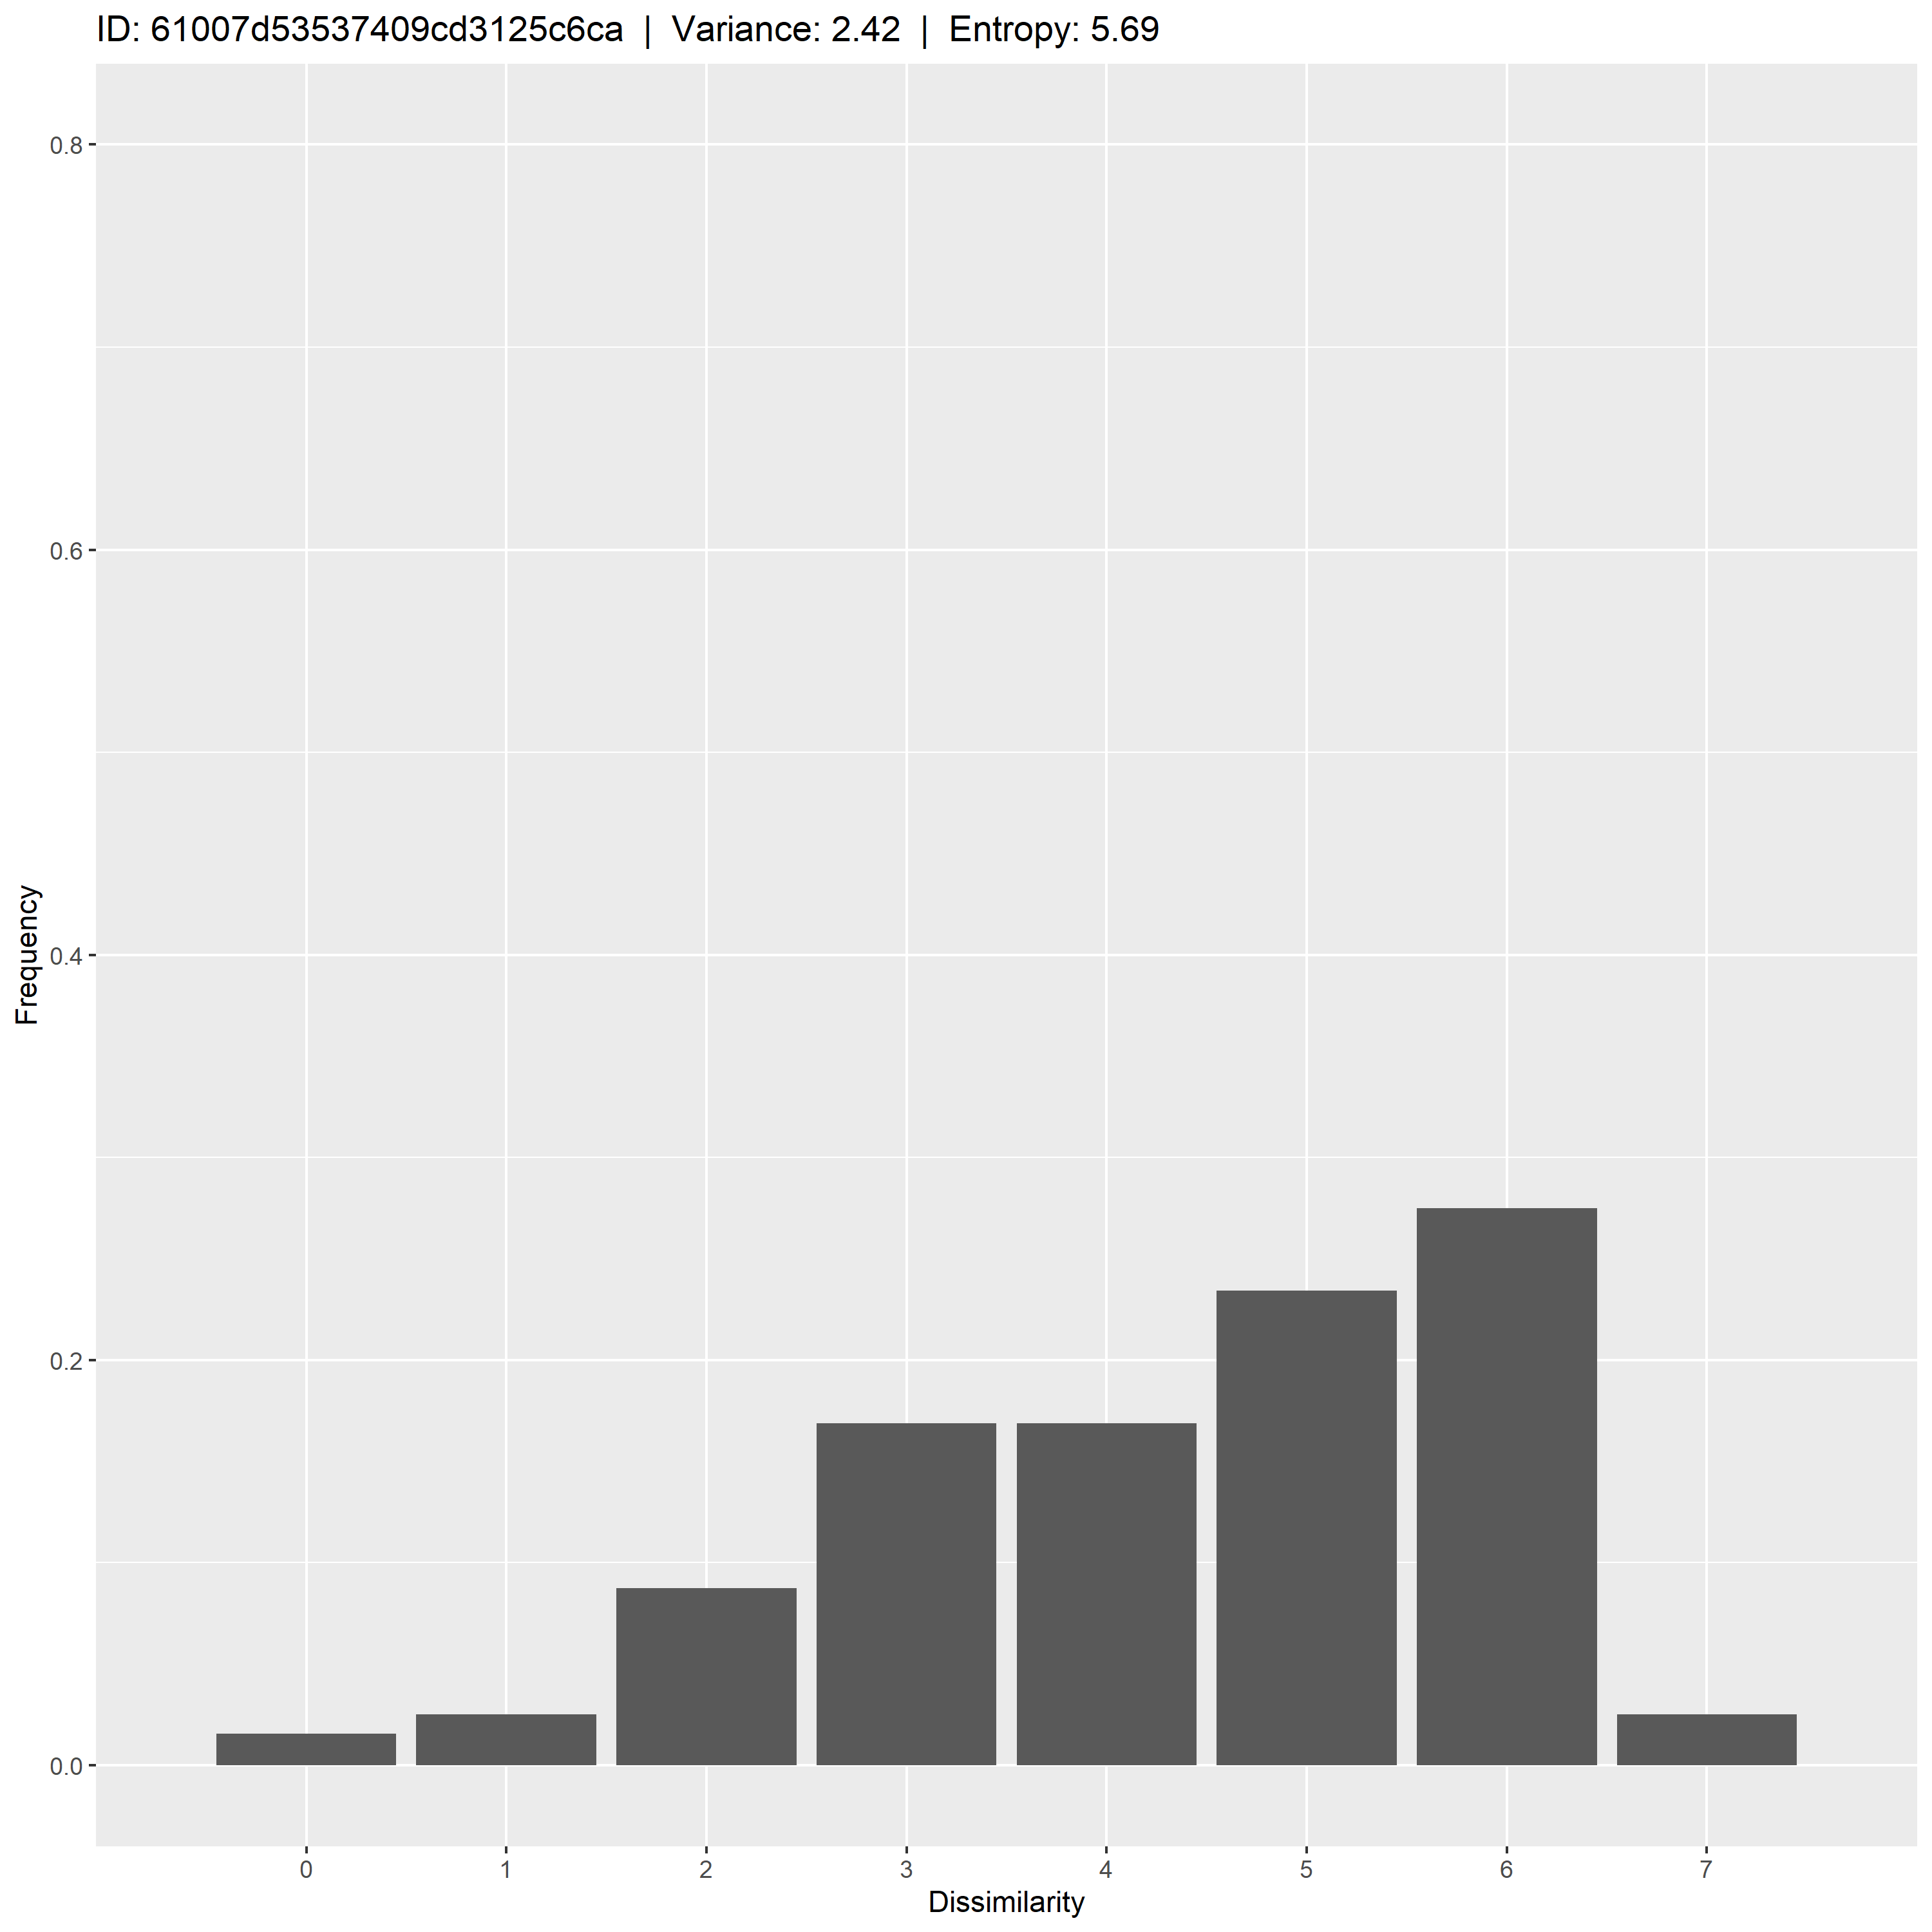 ID: 61007d53537409cd3125c6ca | Variance: 2.42 | Entropy: 5.69
0.8
0.6
0.4
0.2
0.0
Frequency
0 1 2 3 4 5 6 7
Dissimilarity